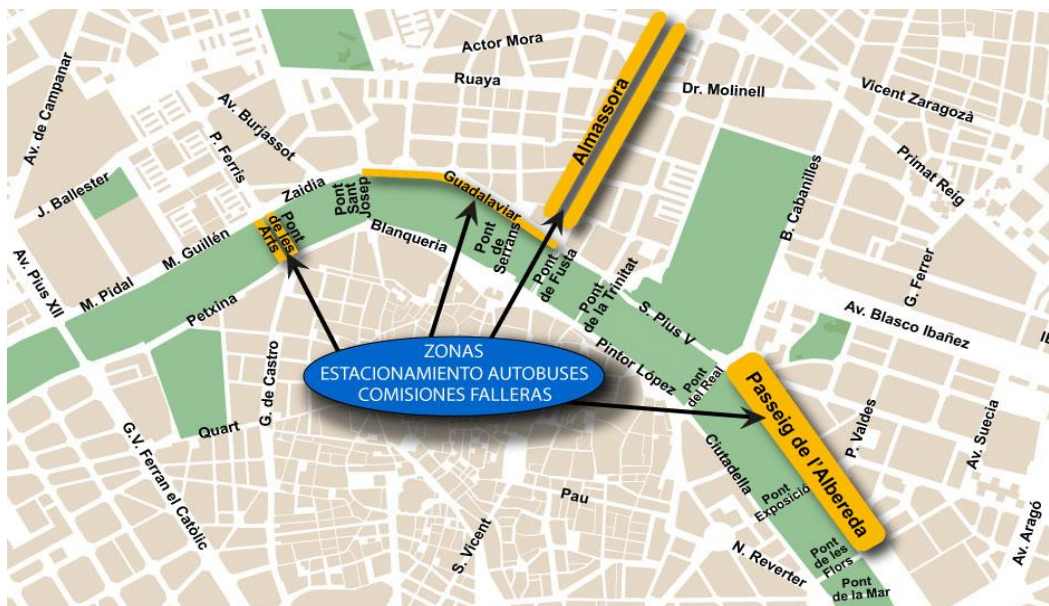 Actor Mora
Ruaya
Av. de Campanar
Av. Burjassot
P. Ferris
Almassora
Dr. Molinell
Vicent Zaragozà
Primat Reig
J. Ballester
Zaidia
Pont
Sant
Josep
Guadalaviar
B. Cabanilles
Pont
de les
Arts
M. Guillén
Blanqueria
Pont
de
Serrans
Pont
de Fusta
Av. Pius XII
M. Pidal
Petxina
Pont
de la Trinitat
S. Pius V
G. Ferrer
Av. Blasco Ibañez
ZONAS
ESTACIONAMIENTO AUTOBUSES
COMISIONES FALLERAS
Pintor López
Pont
del Real
Passeig de l'Albereda
G. de Castro
Quart
G.V. Ferran el Catòlic
Ciutadella
P. Valdes
Av. Suecia
Pau
Pont
Exposició
S. Vicent
N. Reverter
Pont
de les
Flors
Av. Aragó
Pont
de la Mar